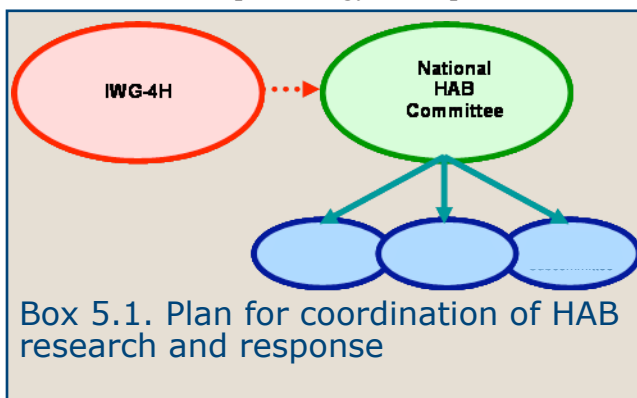 IWG-4H
National
HAB
Committee
Box 5.1. Plan for coordination of HAB
research and response